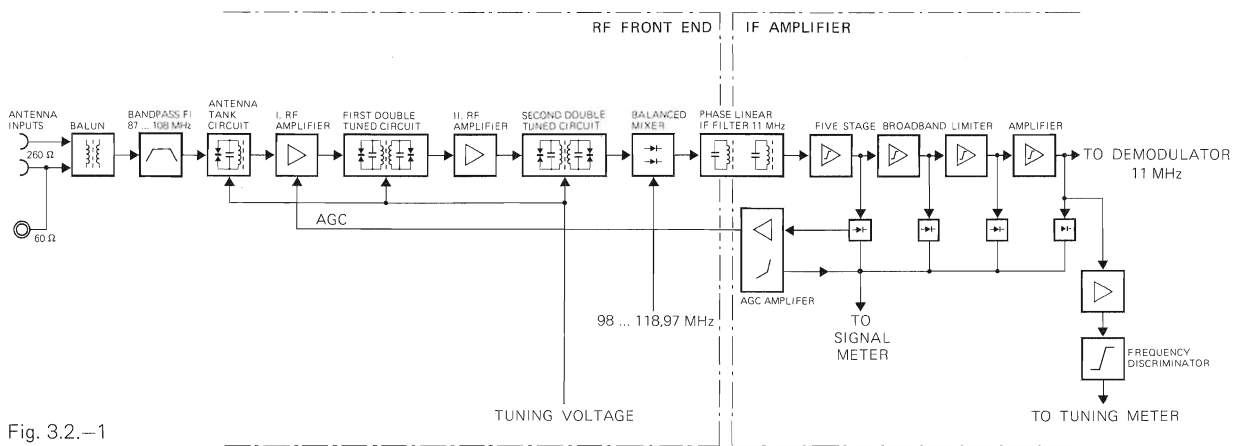 RF FRONT END
IF AMPLIFIER
ANTENNA
INPUTS
260 Ω
60 Ω
BALUN
BANDPASS FI
87 ... 108 MHz
ANTENNA
TANK
CIRCUIT
I. RF
AMPLIFIER
FIRST DOUBLE
TUNED CIRCUIT
II. RF
AMPLIFIER
SECOND DOUBLE
TUNED CIRCUIT
BALANCED
MIXER
PHASE LINEAR
IF FILTER 11 MHz
FIVE STAGE BROADBAND LIMITER AMPLIFIER
TO DEMODULATOR
11 MHz
AGC
AGC AMPLIFER
98 ... 118,97 MHz
TO
SIGNAL
METER
FREQUENCY
DISCRIMINATOR
TUNING VOLTAGE
TO TUNING METER
Fig. 3.2.–1